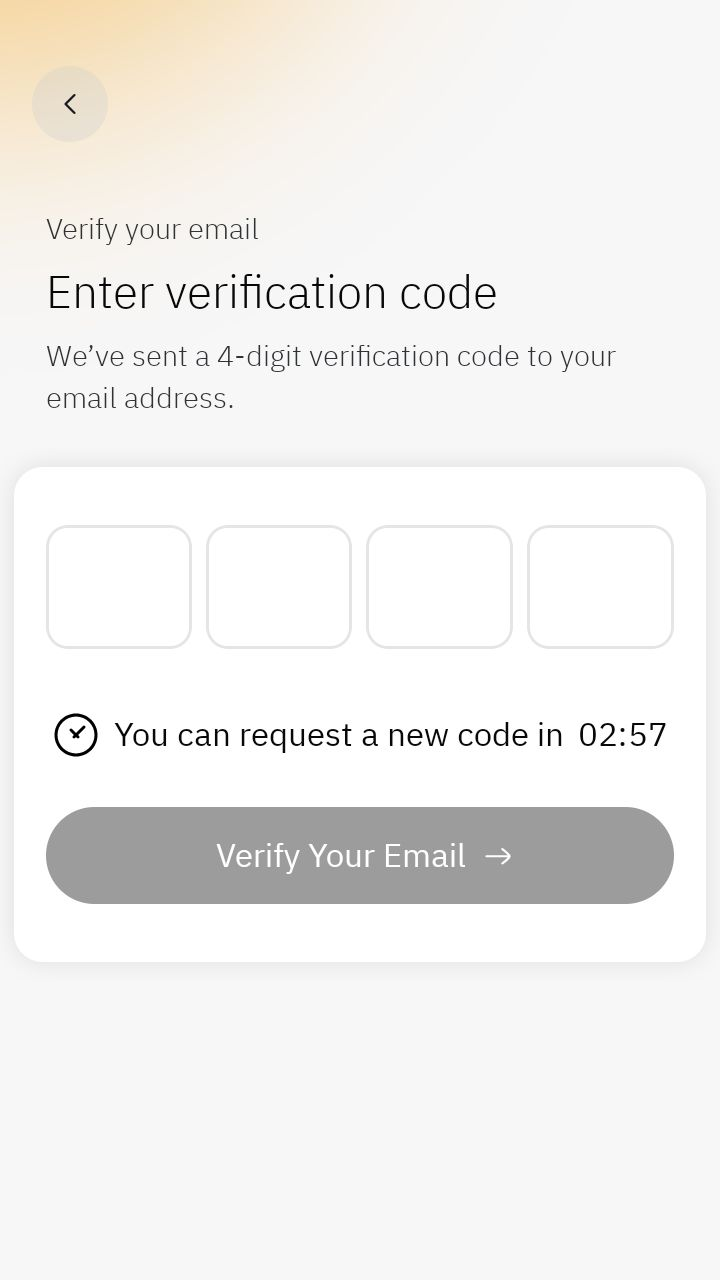 Verify your email
Enter verification code
We’ve sent a 4-digit verification code to your
email address.
You can request a new code in 02:57
Verify Your Email →